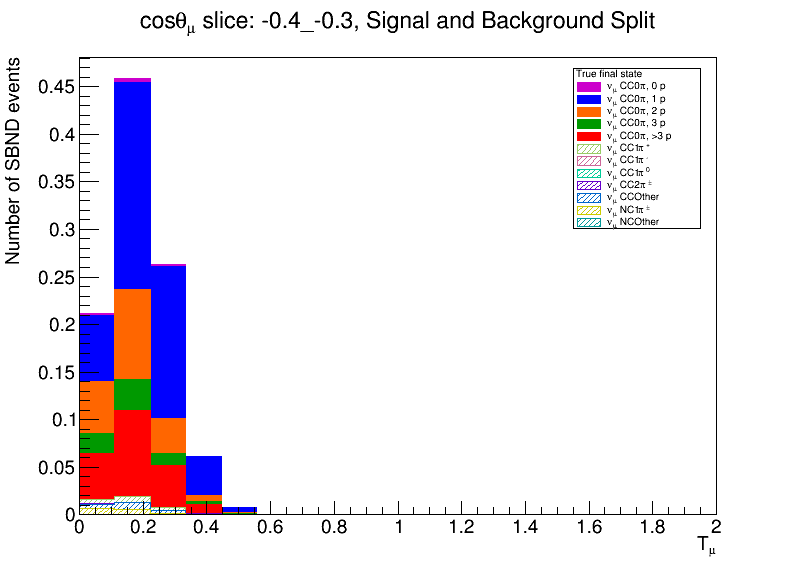 cosθμ slice: -0.4_-0.3, Signal and Background Split
Number of SBND events
0.45
0.4
0.35
0.3
0.25
0.2
0.15
0.1
0.05
0
True final state
νμ CC0π, 0 p
νμ CC0π, 1 p
νμ CC0π, 2 p
νμ CC0π, 3 p
νμ CC0π, >3 p
νμ CC1π⁺
νμ CC1π⁻
νμ CC1π⁰
νμ CC2π±
νμ CCOther
νμ NC1π±
νμ NCOther
0 0.2 0.4 0.6 0.8 1 1.2 1.4 1.6 1.8 2
Tμ